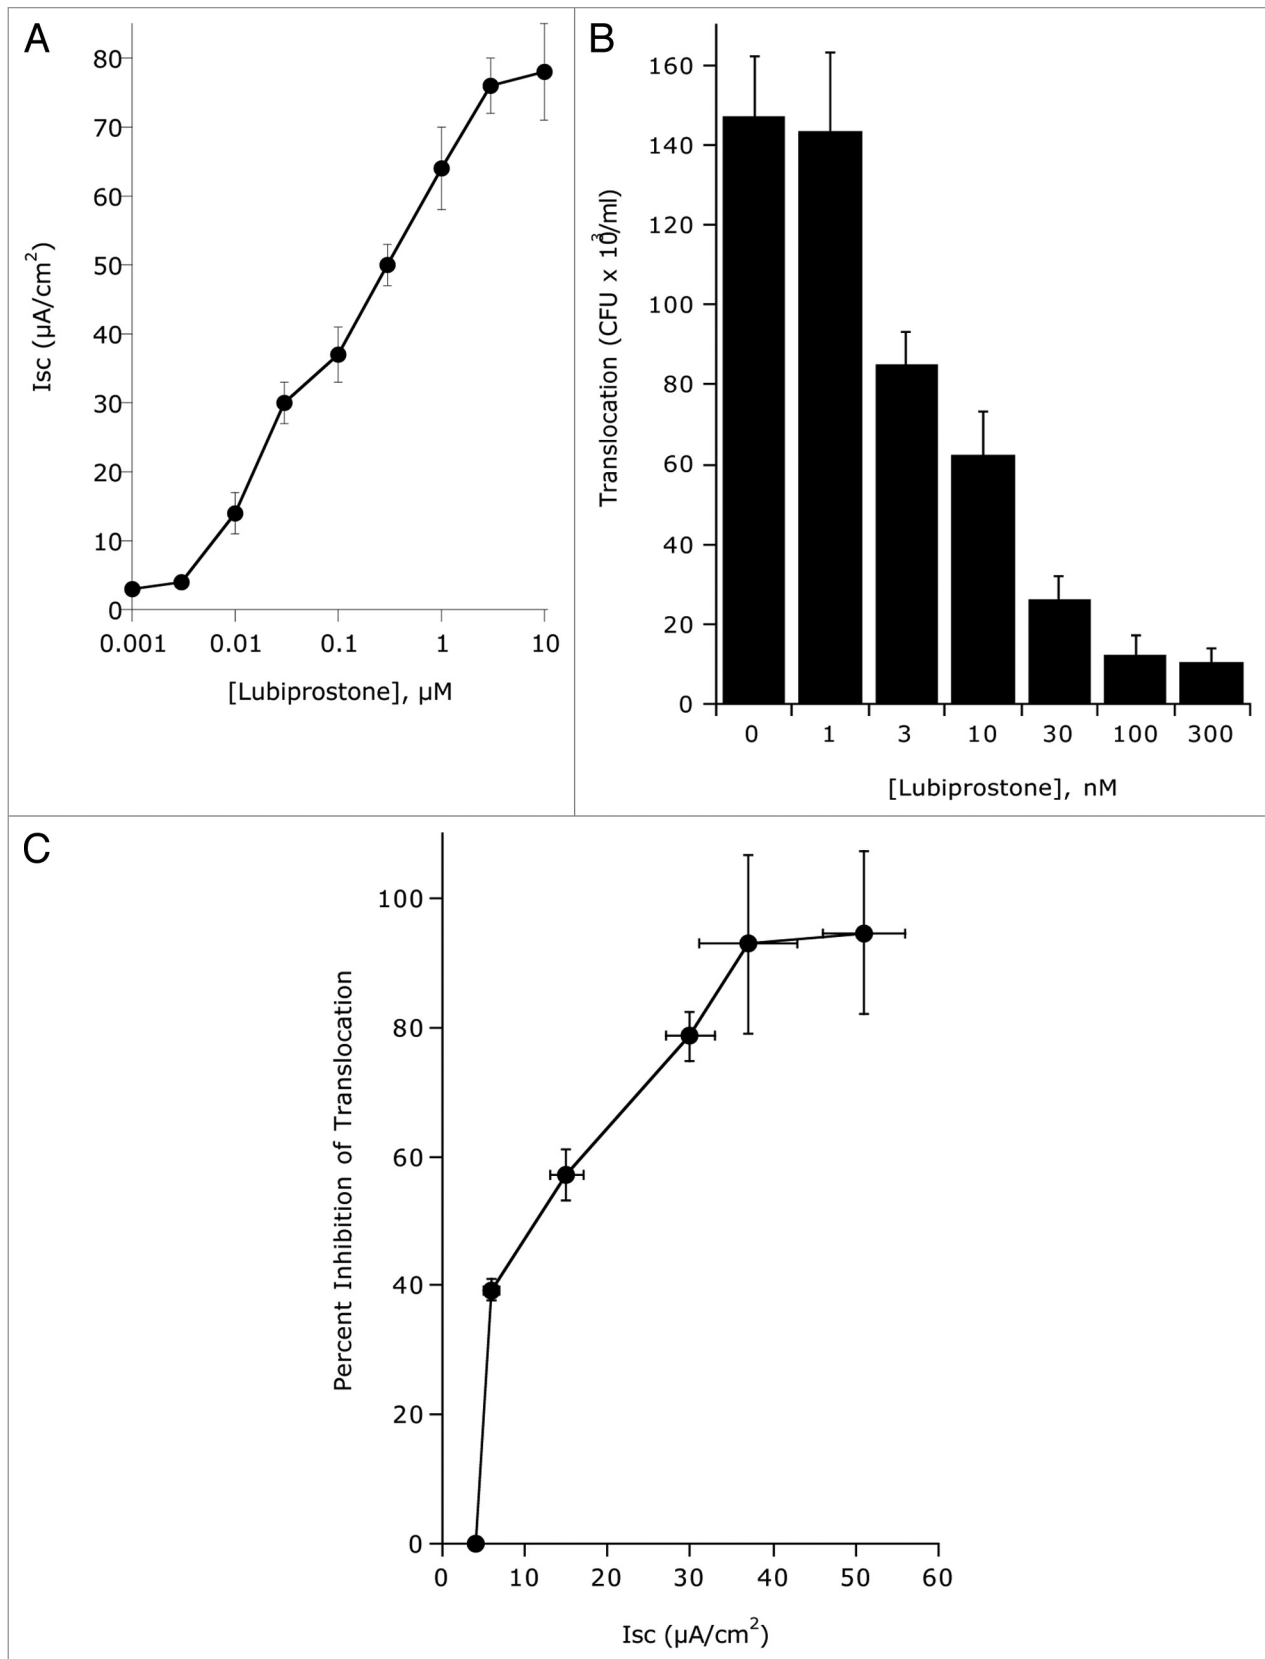 A
80
70
60
50
40
30
20
10
0
0.001 0.01 0.1 1 10
Isc (µA/cm²)
[Lubiprostone], µM
B
160
140
120
100
80
60
40
20
0
0 1 3 10 30 100 300
Translocation (CFU x 10³/ml)
[Lubiprostone], nM
C
100
80
60
40
20
0
0 10 20 30 40 50 60
Percent Inhibition of Translocation
Isc (µA/cm²)